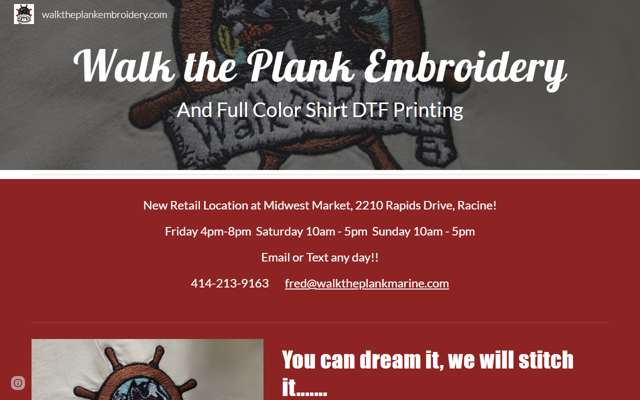 walktheplankembroidery.com
Walk the Plank Embroidery
And Full Color Shirt DTF Printing
New Retail Location at Midwest Market, 2210 Rapids Drive, Racine!
Friday 4pm-8pm Saturday 10am - 5pm Sunday 10am - 5pm
Email or Text any day!!
414-213-9163 fred@walktheplankmarine.com
You can dream it, we will stitch
it.......